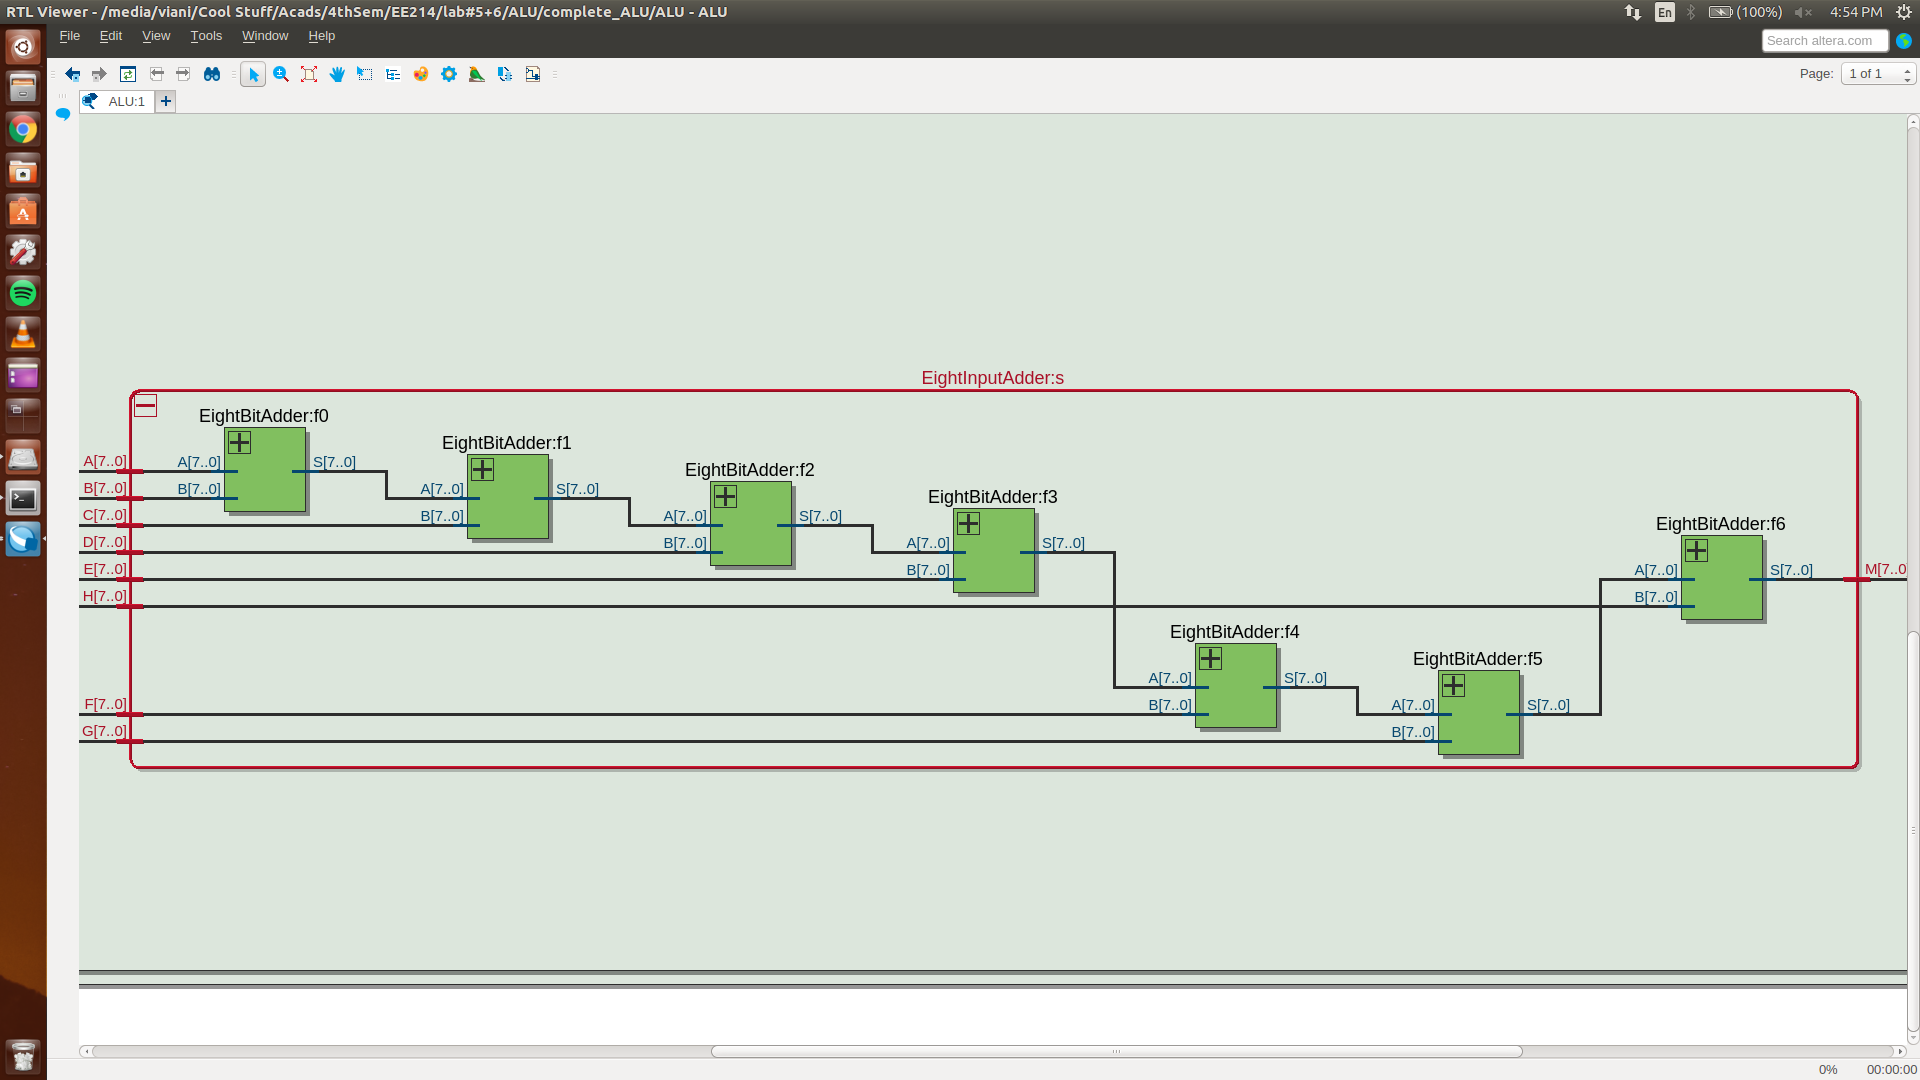 RTL Viewer - /media/viani/Cool Stuff/Acads/4thSem/EE214/lab#5+6/ALU/complete_ALU/ALU - ALU
En (100%) 4:54 PM
File Edit View Tools Window Help
Search altera.com
Page: 1 of 1
ALU:1
EightInputAdder:s
EightBitAdder:f0
EightBitAdder:f1
EightBitAdder:f2
EightBitAdder:f3
EightBitAdder:f6
A[7..0] A[7..0] S[7..0]
B[7..0] B[7..0] A[7..0] S[7..0]
C[7..0] B[7..0] A[7..0] S[7..0]
D[7..0] B[7..0] A[7..0] S[7..0]
E[7..0] B[7..0] A[7..0] S[7..0] M[7..0
H[7..0] B[7..0]
EightBitAdder:f4
EightBitAdder:f5
A[7..0] S[7..0]
F[7..0] B[7..0] A[7..0] S[7..0]
G[7..0] B[7..0]
0% 00:00:00